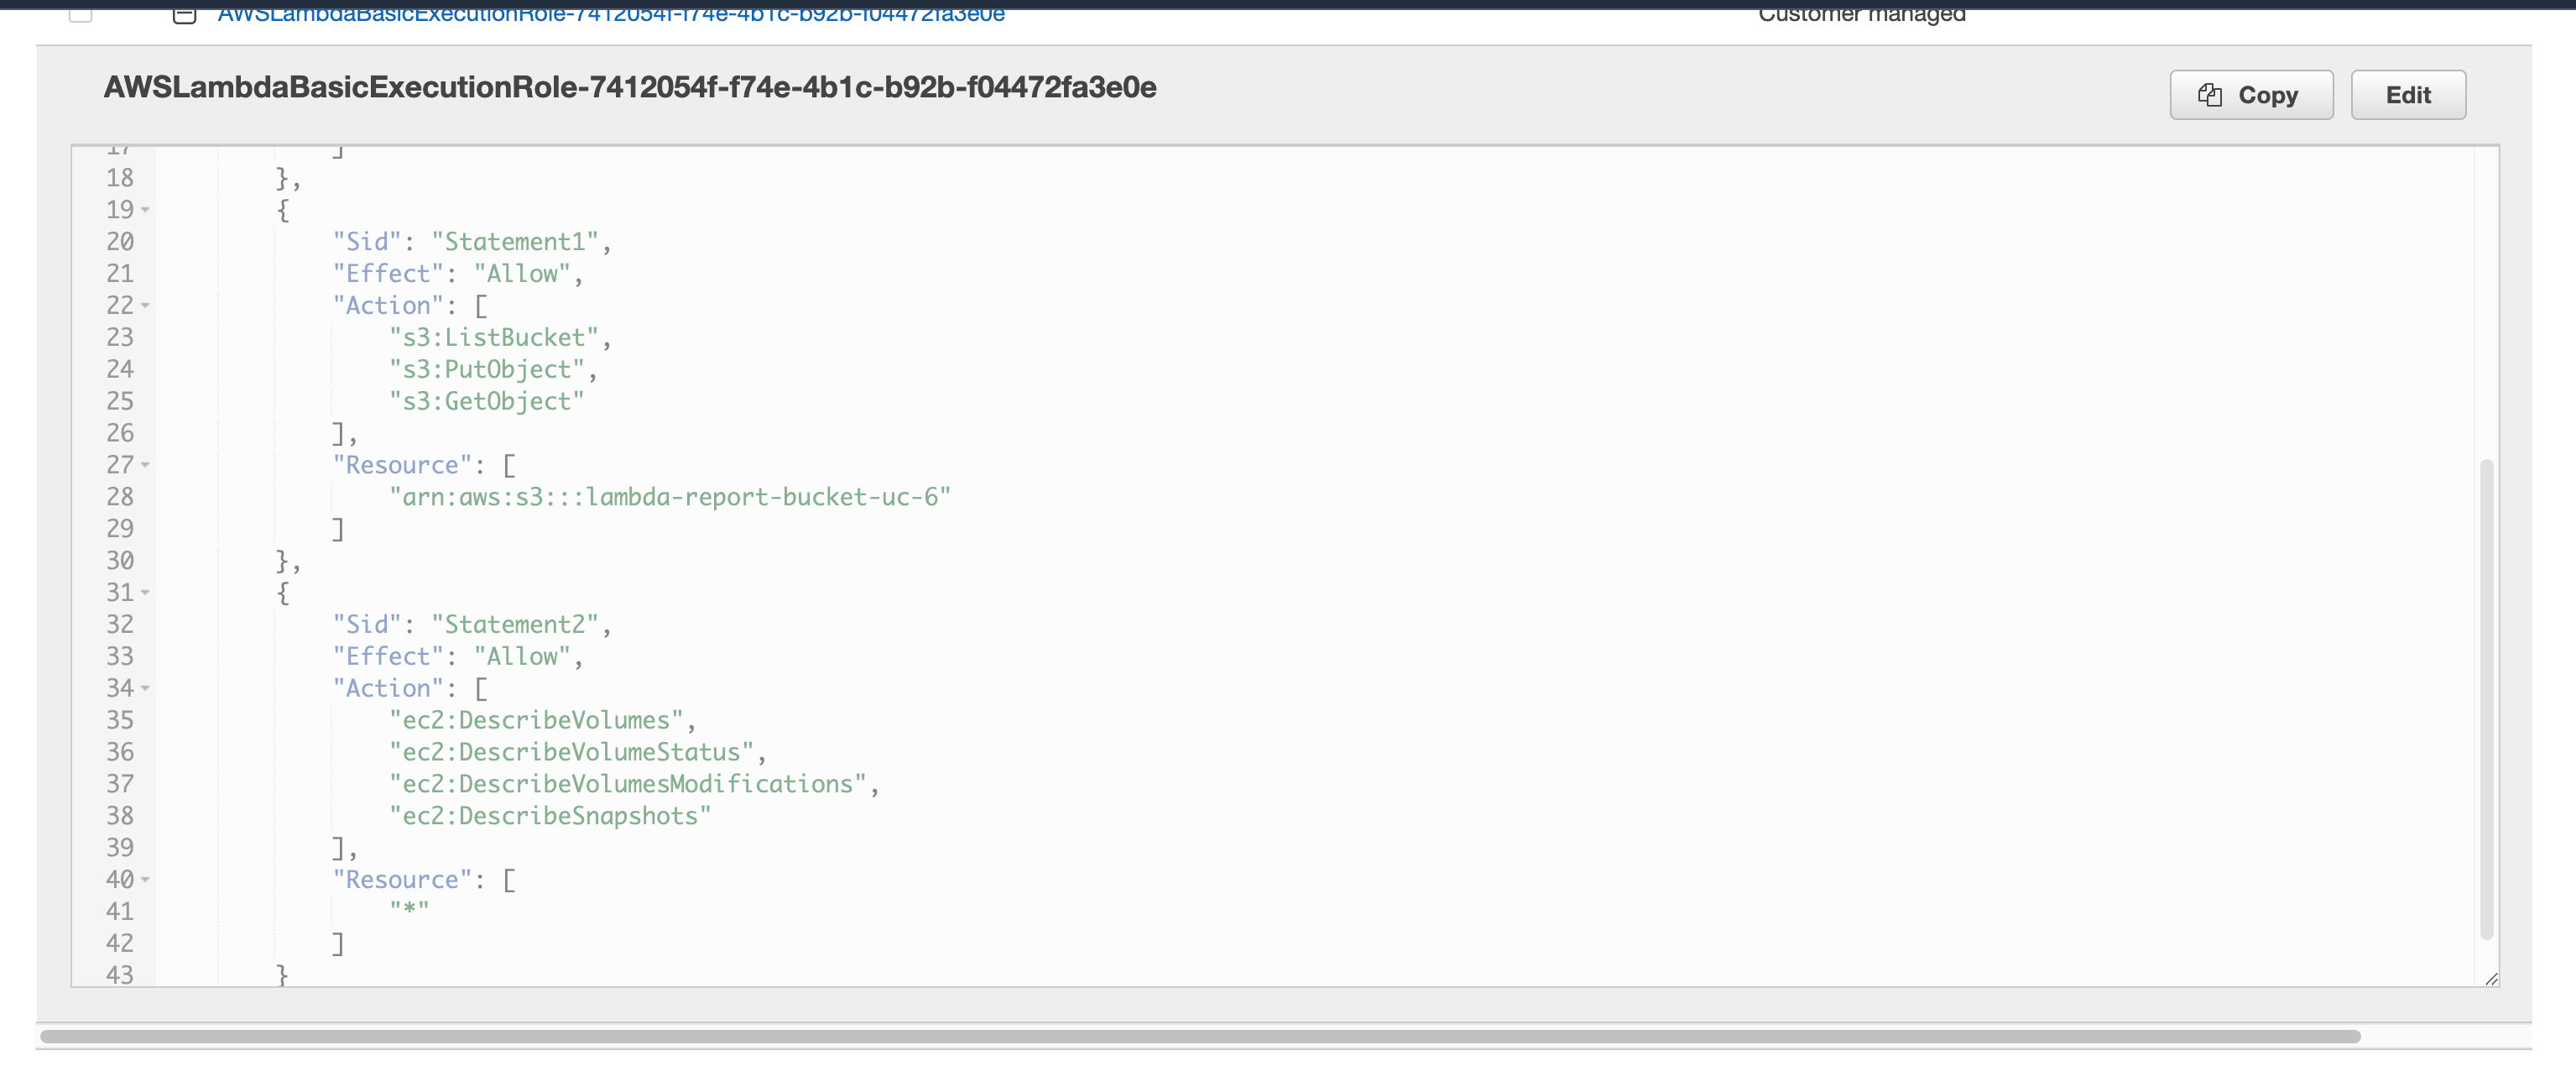 AWSLambdaBasicExecutionRole-7412054f-f74e-4b1c-b92b-f04472fa3e0e Customer managed
AWSLambdaBasicExecutionRole-7412054f-f74e-4b1c-b92b-f04472fa3e0e
Copy Edit
17 ]
18 },
19 {
20 "Sid": "Statement1",
21 "Effect": "Allow",
22 "Action": [
23 "s3:ListBucket",
24 "s3:PutObject",
25 "s3:GetObject"
26 ],
27 "Resource": [
28 "arn:aws:s3:::lambda-report-bucket-uc-6"
29 ]
30 },
31 {
32 "Sid": "Statement2",
33 "Effect": "Allow",
34 "Action": [
35 "ec2:DescribeVolumes",
36 "ec2:DescribeVolumeStatus",
37 "ec2:DescribeVolumesModifications",
38 "ec2:DescribeSnapshots"
39 ],
40 "Resource": [
41 "*"
42 ]
43 }